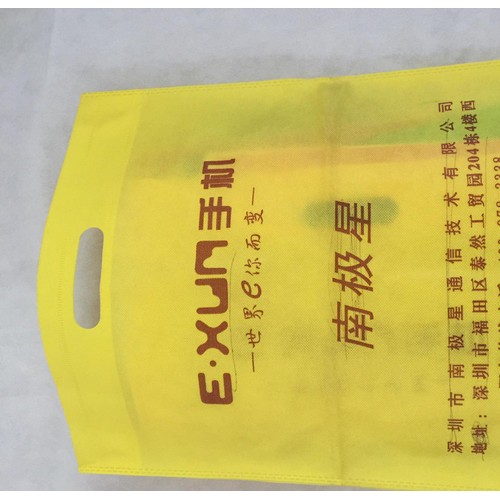 E·XUN手机
一世界e你而变一
南极星
深圳市南极星通信技术有限公司
地址：深圳市福田区泰然工贸园204栋4楼西